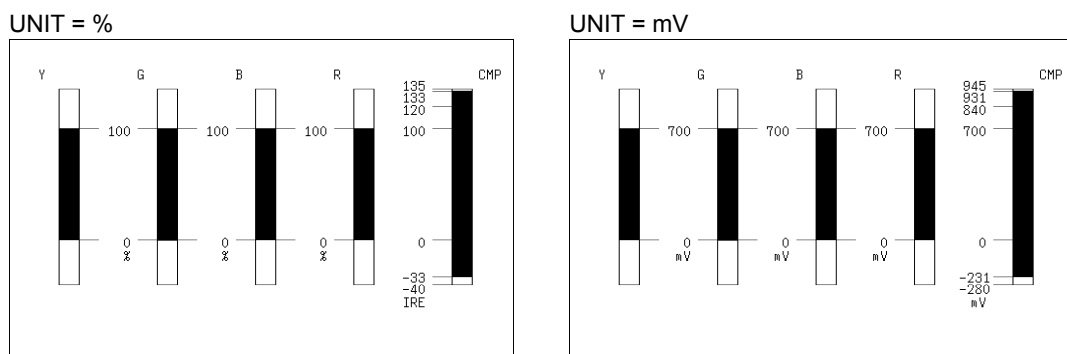 UNIT = %
Y G B R CMP
135
133
120
100 100 100 100
0 0 0 0
% % %
-33
-40
IRE
UNIT = mV
Y G B R CMP
945
931
840
700 700 700 700
0 0 0 0
mV mV mV
-231
-280
mV